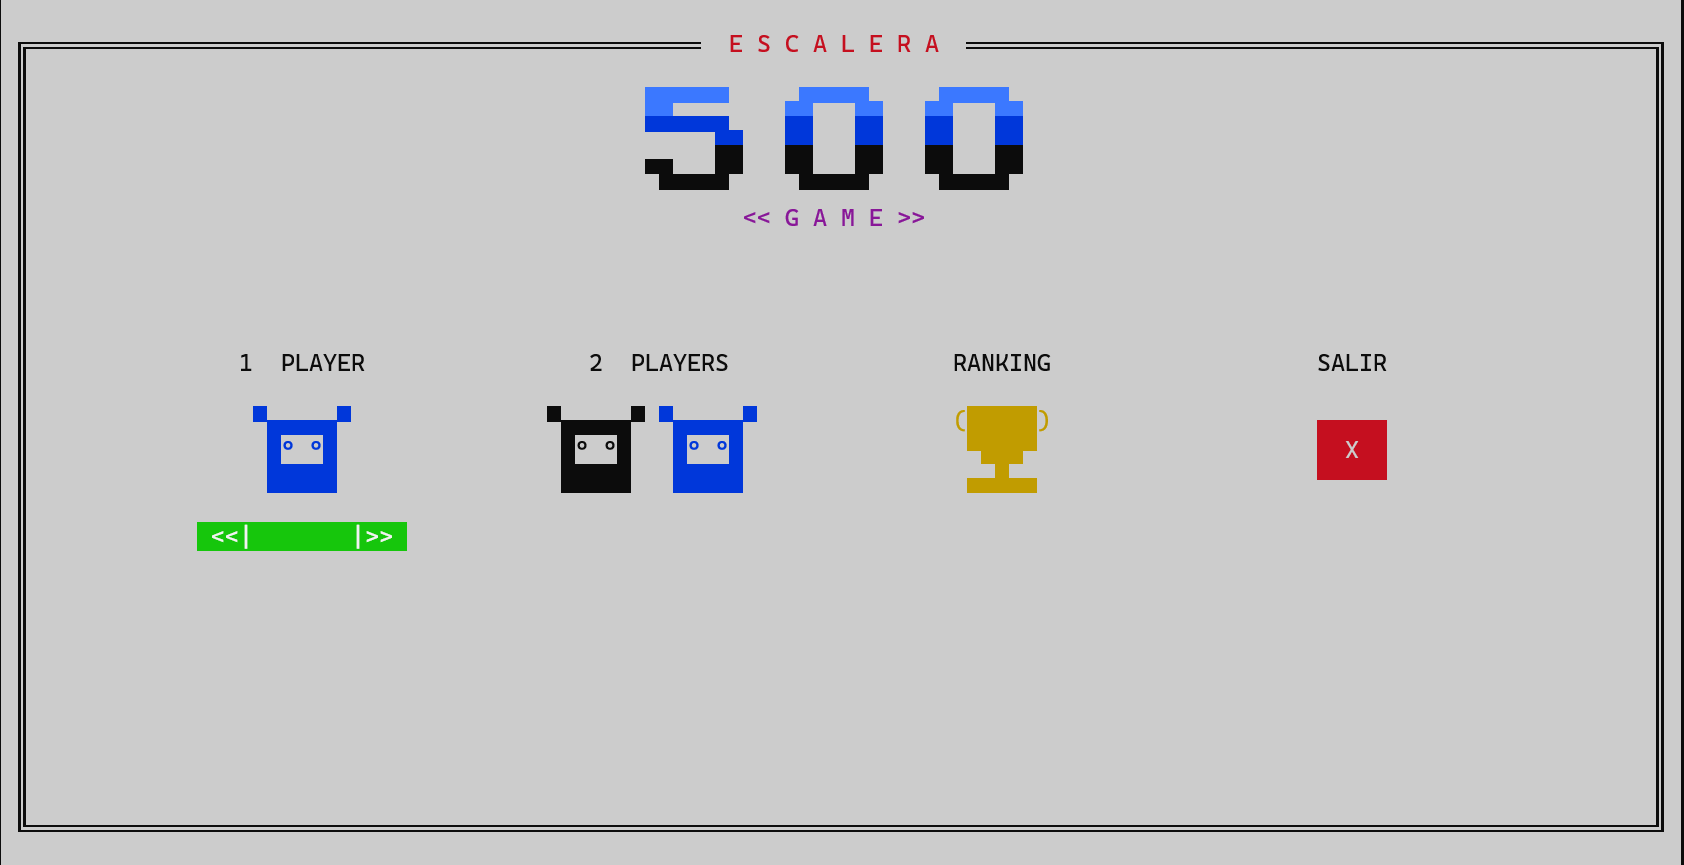 E S C A L E R A
500
<< G A M E >>
1 PLAYER
2 PLAYERS
RANKING
SALIR
X
<<| |>>